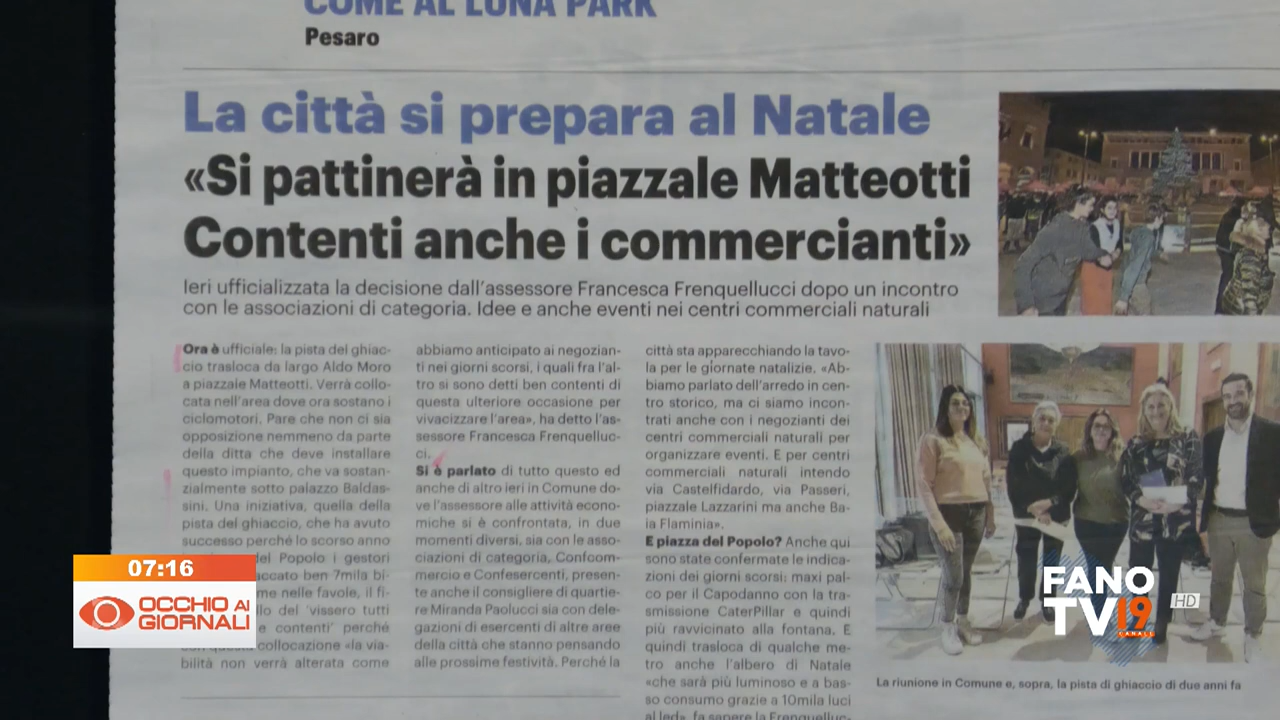 COME AL LUNA PARK
Pesaro
La città si prepara al Natale
«Si pattinerà in piazzale Matteotti
Contenti anche i commercianti»
Ieri ufficializzata la decisione dall'assessore Francesca Frenquellucci dopo un incontro
con le associazioni di categoria. Idee e anche eventi nei centri commerciali naturali
Ora è ufficiale: la pista del ghiac-
cio trasloca da largo Aldo Moro
a piazzale Matteotti. Verrà collo-
cata nell'area dove ora sostano i
ciclomotori. Pare che non ci sia
opposizione nemmeno da parte
della ditta che deve installare
questo impianto, che va sostan-
zialmente sotto palazzo Baldas-
sini. Una iniziativa, quella della
pista del ghiaccio, che ha avuto
successo perché lo scorso anno
del Popolo i gestori
accato ben 7mila bi-
me nelle favole, il fi-
lo del 'vissero tutti
e contenti' perché
collocazione «la via-
bilità non verrà alterata come
abbiamo anticipato ai negozian-
ti nei giorni scorsi, i quali fra l'al-
tro si sono detti ben contenti di
questa ulteriore occasione per
vivacizzare l'area», ha detto l'as-
sessore Francesca Frenquelluc-
ci.
Si è parlato di tutto questo ed
anche di altro ieri in Comune do-
ve l'assessore alle attività econo-
miche si è confrontata, in due
momenti diversi, sia con le asso-
ciazioni di categoria, Confcom-
mercio e Confesercenti, presen-
te anche il consigliere di quartie-
re Miranda Paolucci sia con dele-
gazioni di esercenti di altre aree
della città che stanno pensando
alle prossime festività. Perché la
città sta apparecchiando la tavo-
la per le giornate natalizie. «Ab-
biamo parlato dell'arredo in cen-
tro storico, ma ci siamo incon-
trati anche con i negozianti dei
centri commerciali naturali per
organizzare eventi. E per centri
commerciali naturali intendo
via Castelfidardo, via Passeri,
piazzale Lazzarini ma anche Ba-
ia Flaminia».
E piazza del Popolo? Anche qui
sono state confermate le indica-
zioni dei giorni scorsi: maxi pal-
co per il Capodanno con la tra-
smissione CaterPillar e quindi
più ravvicinato alla fontana. E
quindi trasloco di qualche me-
tro anche l'albero di Natale
«che sarà più luminoso e a bas-
so consumo grazie a 10mila luci
al led», fa sapere la Frenquelluc-
La riunione in Comune e, sopra, la pista di ghiaccio di due anni fa
07:16
OCCHIO AI
GIORNALI
FANO
TV19
CANALE
HD